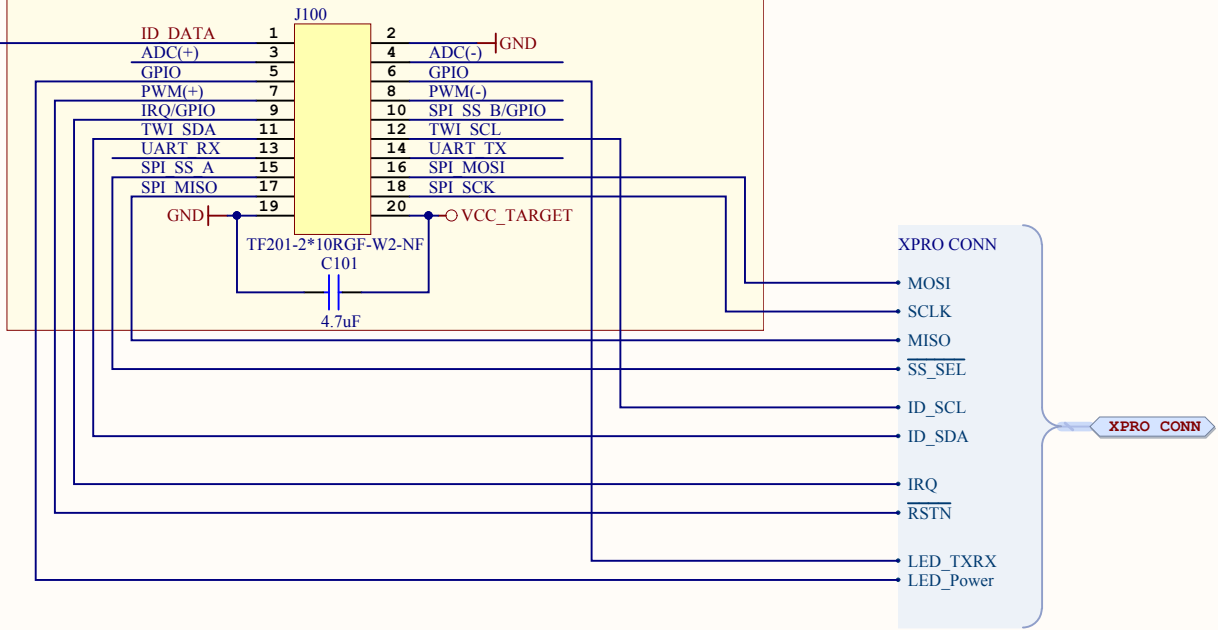 J100
ID_DATA 1 2 GND
ADC(+) 3 4 ADC(-)
GPIO 5 6 GPIO
PWM(+) 7 8 PWM(-)
IRQ/GPIO 9 10 SPI_SS_B/GPIO
TWI_SDA 11 12 TWI_SCL
UART_RX 13 14 UART_TX
SPI_SS_A 15 16 SPI_MOSI
SPI_MISO 17 18 SPI_SCK
GND 19 20 VCC_TARGET
TF201-2*10RGF-W2-NF
C101
4.7uF
XPRO CONN
MOSI
SCLK
MISO
SS_SEL
ID_SCL
ID_SDA
IRQ
RSTN
LED_TXRX
LED_Power
XPRO CONN